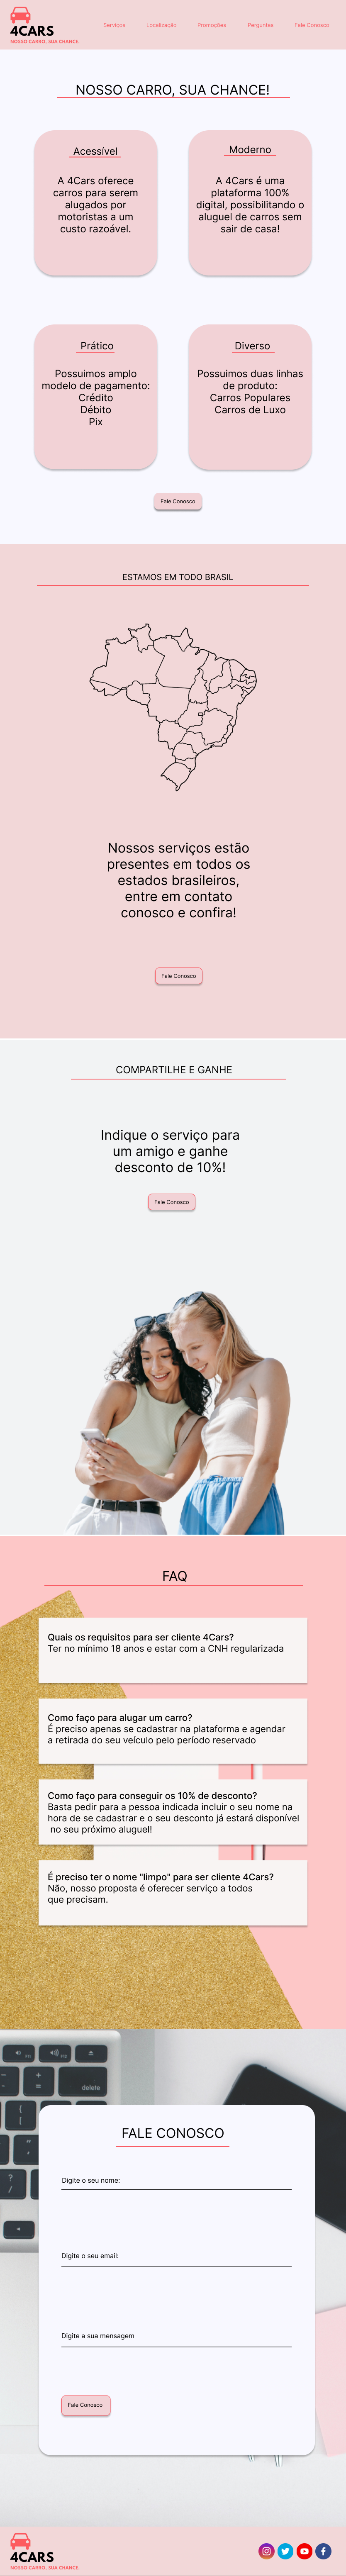 4CARS
NOSSO CARRO, SUA CHANCE.
Serviços
Localização
Promoções
Perguntas
Fale Conosco
NOSSO CARRO, SUA CHANCE!
Acessível
A 4Cars oferece
carros para serem
alugados por
motoristas a um
custo razoável.
Moderno
A 4Cars é uma
plataforma 100%
digital, possibilitando o
aluguel de carros sem
sair de casa!
Prático
Possuimos amplo
modelo de pagamento:
Crédito
Débito
Pix
Diverso
Possuimos duas linhas
de produto:
Carros Populares
Carros de Luxo
Fale Conosco
ESTAMOS EM TODO BRASIL
Nossos serviços estão
presentes em todos os
estados brasileiros,
entre em contato
conosco e confira!
Fale Conosco
COMPARTILHE E GANHE
Indique o serviço para
um amigo e ganhe
desconto de 10%!
Fale Conosco
FAQ
Quais os requisitos para ser cliente 4Cars?
Ter no mínimo 18 anos e estar com a CNH regularizada
Como faço para alugar um carro?
É preciso apenas se cadastrar na plataforma e agendar
a retirada do seu veículo pelo período reservado
Como faço para conseguir os 10% de desconto?
Basta pedir para a pessoa indicada incluir o seu nome na
hora de se cadastrar e o seu desconto já estará disponível
no seu próximo aluguel!
É preciso ter o nome "limpo" para ser cliente 4Cars?
Não, nosso proposta é oferecer serviço a todos
que precisam.
delete
FALE CONOSCO
Digite o seu nome:
Digite o seu email:
Digite a sua mensagem
Fale Conosco
4CARS
NOSSO CARRO, SUA CHANCE.